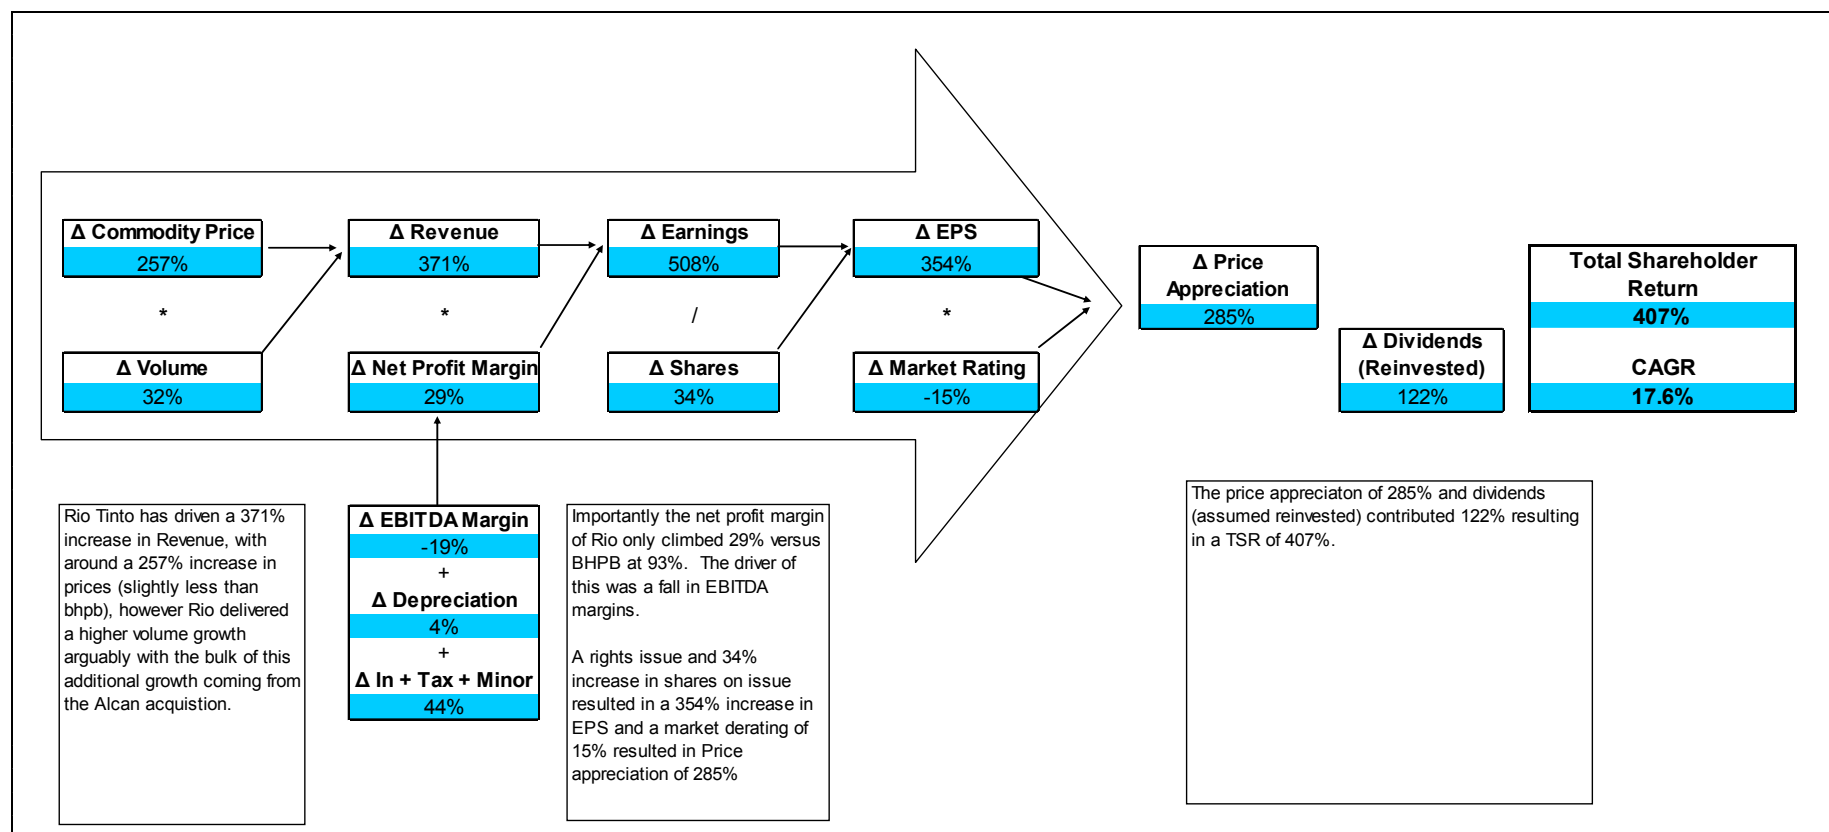 Δ Commodity Price
257%
*
Δ Volume
32%
Δ Revenue
371%
*
Δ Net Profit Margin
29%
Δ EBITDA Margin
-19%
+
Δ Depreciation
4%
+
Δ In + Tax + Minor
44%
Δ Earnings
508%
/
Δ Shares
34%
Δ EPS
354%
*
Δ Market Rating
-15%
Δ Price
Appreciation
285%
Δ Dividends
(Reinvested)
122%
Total Shareholder
Return
407%
CAGR
17.6%
Rio Tinto has driven a 371%
increase in Revenue, with
around a 257% increase in
prices (slightly less than
bhpb), however Rio delivered
a higher volume growth
arguably with the bulk of this
additional growth coming from
the Alcan acquistion.
Importantly the net profit margin
of Rio only climbed 29% versus
BHPB at 93%.  The driver of
this was a fall in EBITDA
margins.
A rights issue and 34%
increase in shares on issue
resulted in a 354% increase in
EPS and a market derating of
15% resulted in Price
appreciation of 285%
The price appreciaton of 285% and dividends
(assumed reinvested) contributed 122% resulting
in a TSR of 407%.